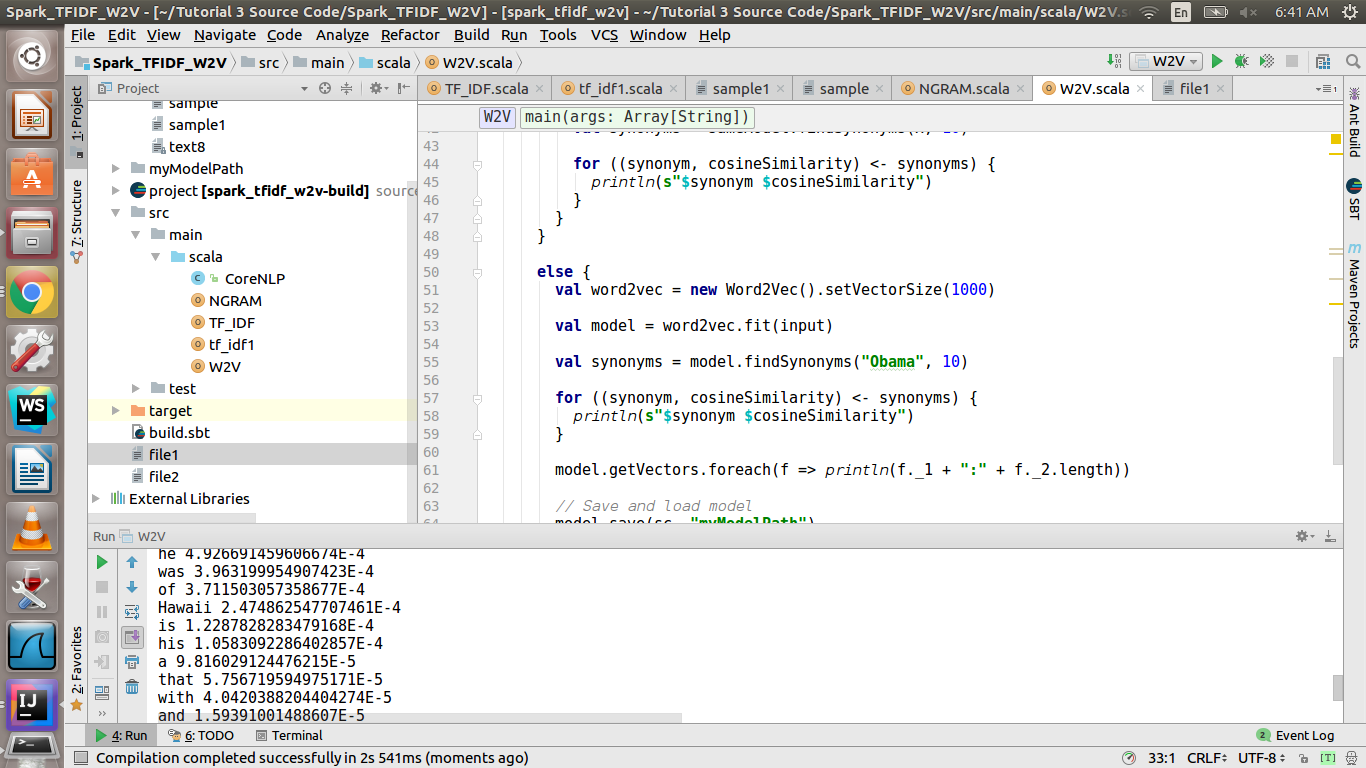 Spark_TFIDF_W2V - [~/Tutorial 3 Source Code/Spark_TFIDF_W2V] - [spark_tfidf_w2v] - ~/Tutorial 3 Source Code/Spark_TFIDF_W2V/src/main/scala/W2V.s
En
6:41 AM
File Edit View Navigate Code Analyze Refactor Build Run Tools VCS Window Help
Spark_TFIDF_W2V src main scala W2V.scala
W2V
Project
TF_IDF.scala tf_idf1.scala sample1 sample NGRAM.scala W2V.scala file1
W2V main(args: Array[String])
1: Project
7: Structure
2: Favorites
sample
sample1
text8
myModelPath
project [spark_tfidf_w2v-build] source
src
main
scala
CoreNLP
NGRAM
TF_IDF
tf_idf1
W2V
test
target
build.sbt
file1
file2
External Libraries
43
44 for ((synonym, cosineSimilarity) <- synonyms) {
45 println(s"$synonym $cosineSimilarity")
46 }
47 }
48 }
49
50 else {
51 val word2vec = new Word2Vec().setVectorSize(1000)
52
53 val model = word2vec.fit(input)
54
55 val synonyms = model.findSynonyms("Obama", 10)
56
57 for ((synonym, cosineSimilarity) <- synonyms) {
58 println(s"$synonym $cosineSimilarity")
59 }
60
61 model.getVectors.foreach(f => println(f._1 + ":" + f._2.length))
62
63 // Save and load model
64 model.save(sc, "myModelPath")
Ant Build
SBT
m
Maven Projects
WS
IJ
Run W2V
he 4.926691459606674E-4
was 3.963199954907423E-4
of 3.711503057358677E-4
Hawaii 2.474862547707461E-4
is 1.2287828283479168E-4
his 1.0583092286402857E-4
a 9.816029124476215E-5
that 5.756719594975171E-5
with 4.0420388204404274E-5
and 1.59391001488607E-5
4: Run 6: TODO Terminal
2 Event Log
Compilation completed successfully in 2s 541ms (moments ago)
33:1 CRLF UTF-8 [T]